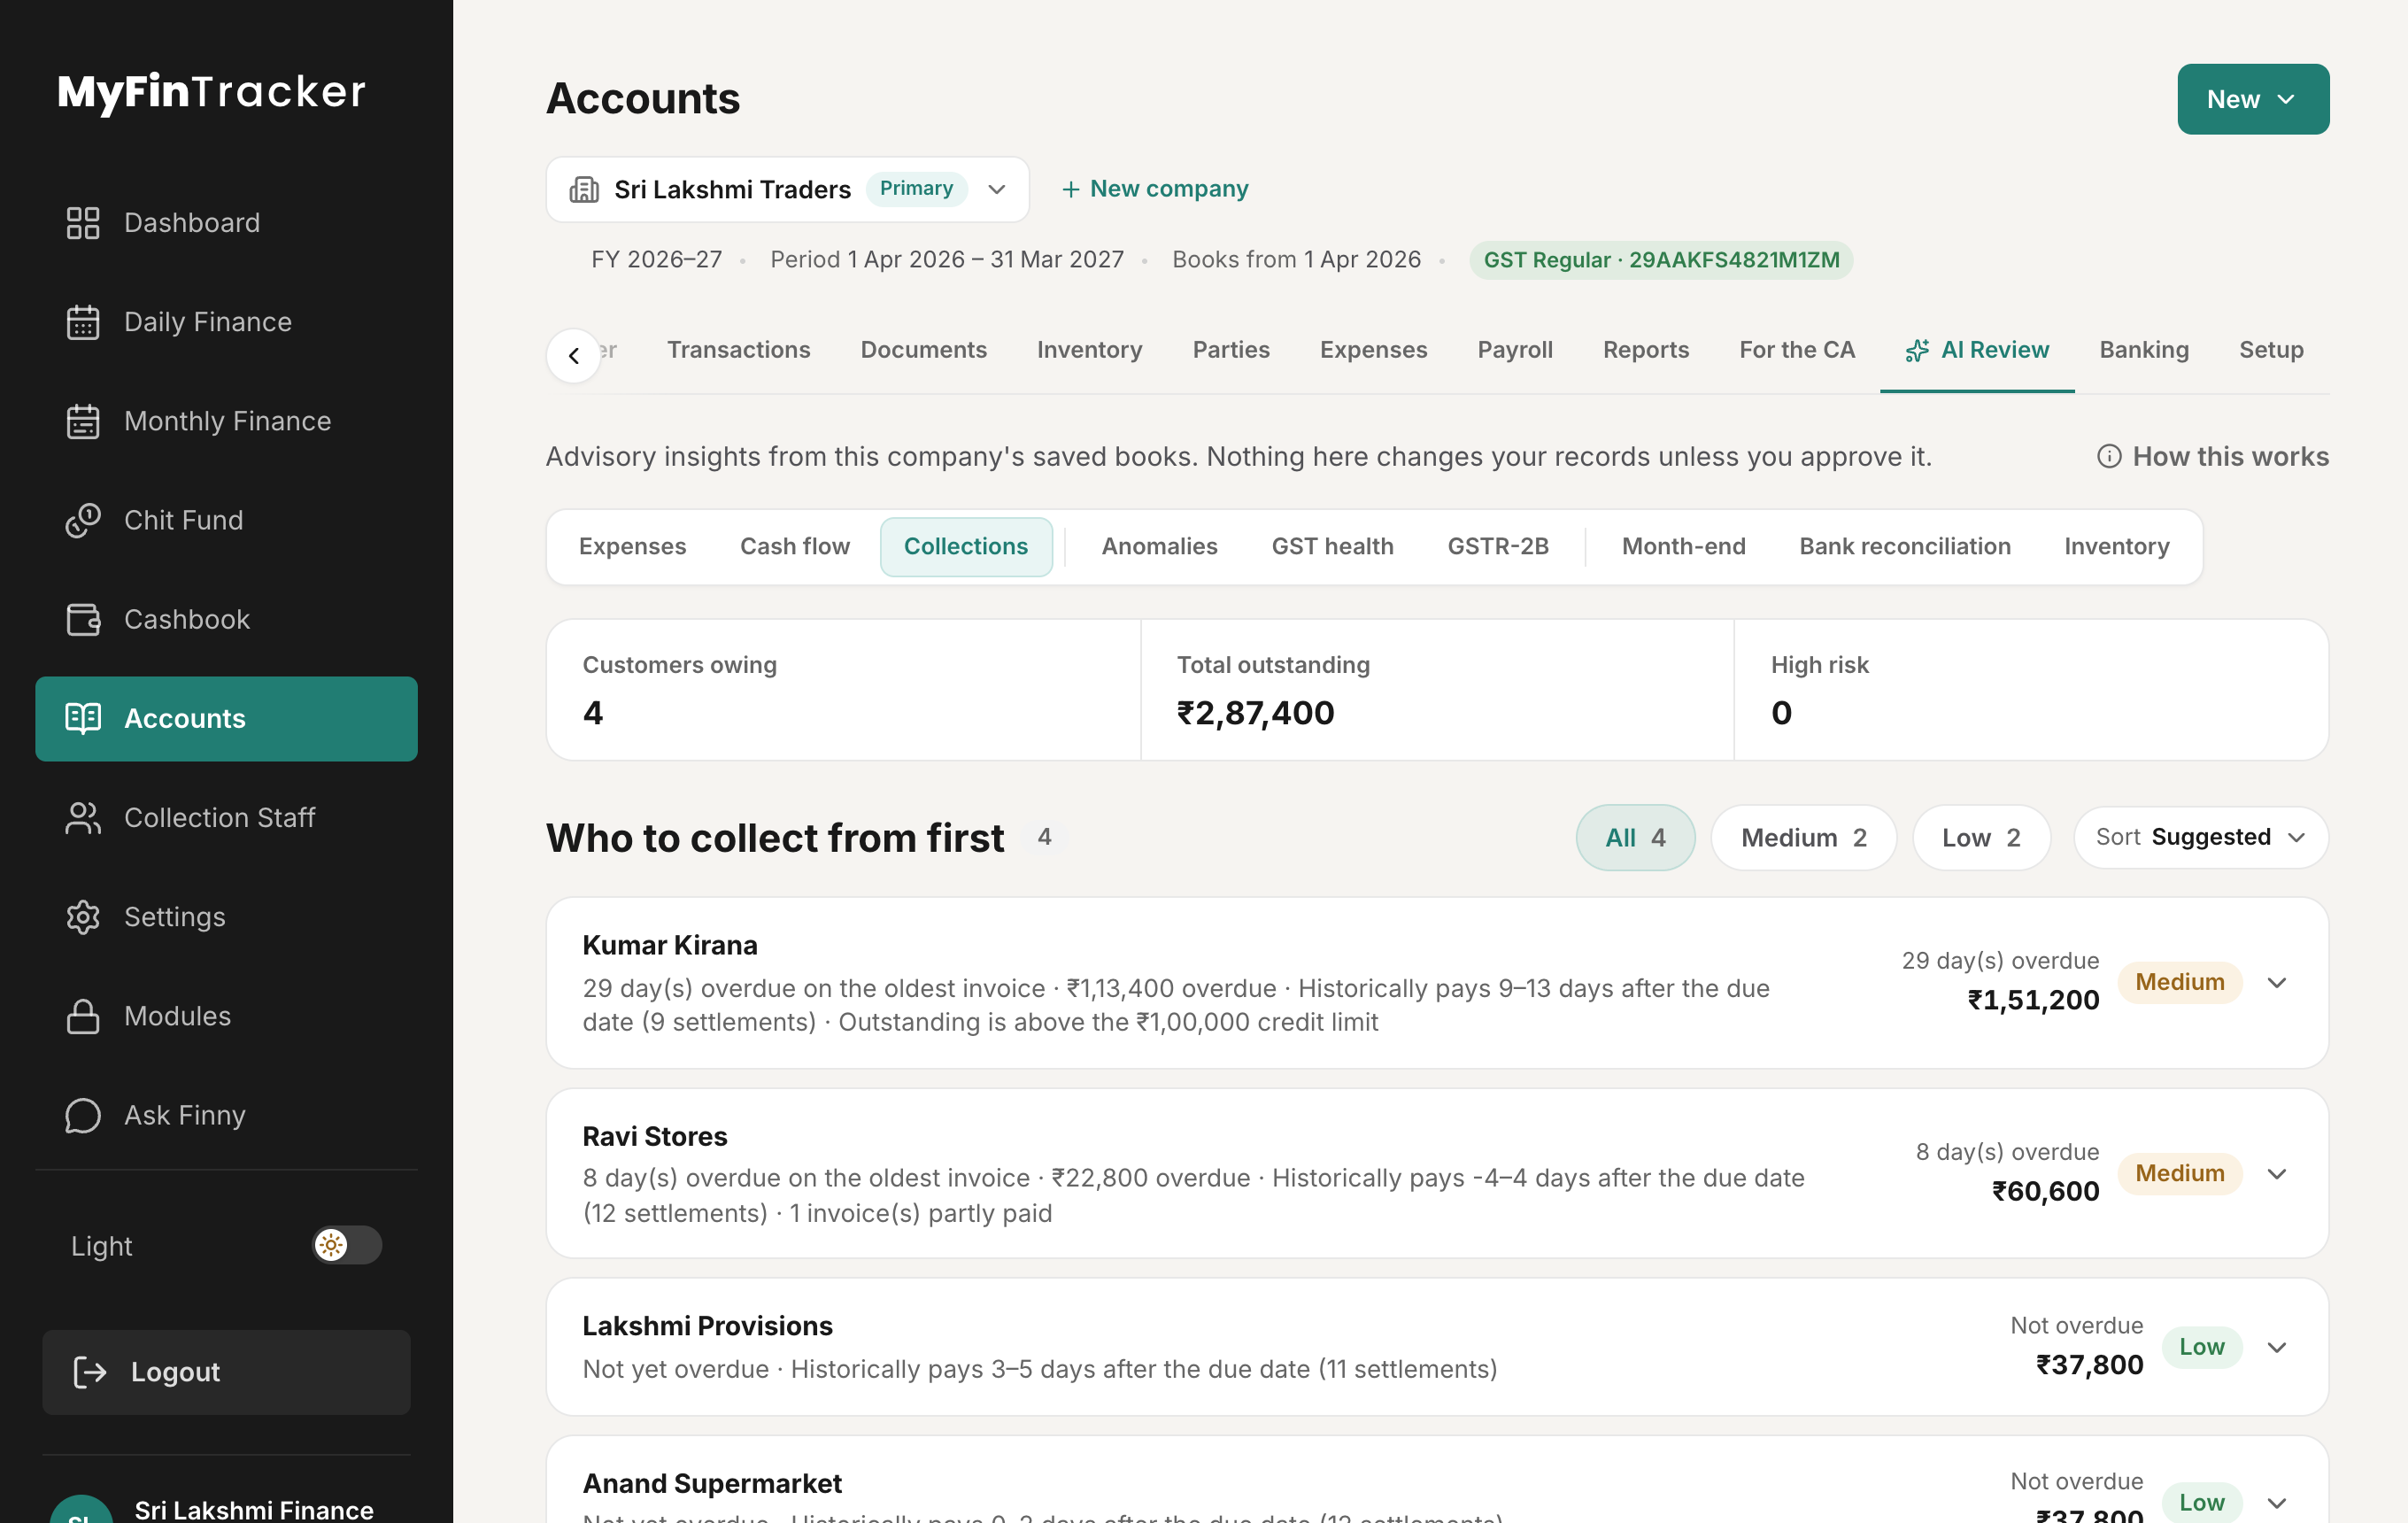 MyFinTracker
Dashboard
Daily Finance
Monthly Finance
Chit Fund
Cashbook
Accounts
Collection Staff
Settings
Modules
Ask Finny
Light
Logout
Sri Lakshmi Finance
Accounts
New
Sri Lakshmi Traders Primary
+ New company
FY 2026–27 • Period 1 Apr 2026 – 31 Mar 2027 • Books from 1 Apr 2026 • GST Regular · 29AAKFS4821M1ZM
Transactions Documents Inventory Parties Expenses Payroll Reports For the CA AI Review Banking Setup
Advisory insights from this company's saved books. Nothing here changes your records unless you approve it.
How this works
Expenses Cash flow Collections Anomalies GST health GSTR-2B Month-end Bank reconciliation Inventory
Customers owing
4
Total outstanding
₹2,87,400
High risk
0
Who to collect from first 4
All 4 Medium 2 Low 2 Sort Suggested
Kumar Kirana
29 day(s) overdue on the oldest invoice · ₹1,13,400 overdue · Historically pays 9–13 days after the due
date (9 settlements) · Outstanding is above the ₹1,00,000 credit limit
29 day(s) overdue
₹1,51,200
Medium
Ravi Stores
8 day(s) overdue on the oldest invoice · ₹22,800 overdue · Historically pays -4–4 days after the due date
(12 settlements) · 1 invoice(s) partly paid
8 day(s) overdue
₹60,600
Medium
Lakshmi Provisions
Not yet overdue · Historically pays 3–5 days after the due date (11 settlements)
Not overdue
₹37,800
Low
Anand Supermarket
Not overdue
₹37,800
Low